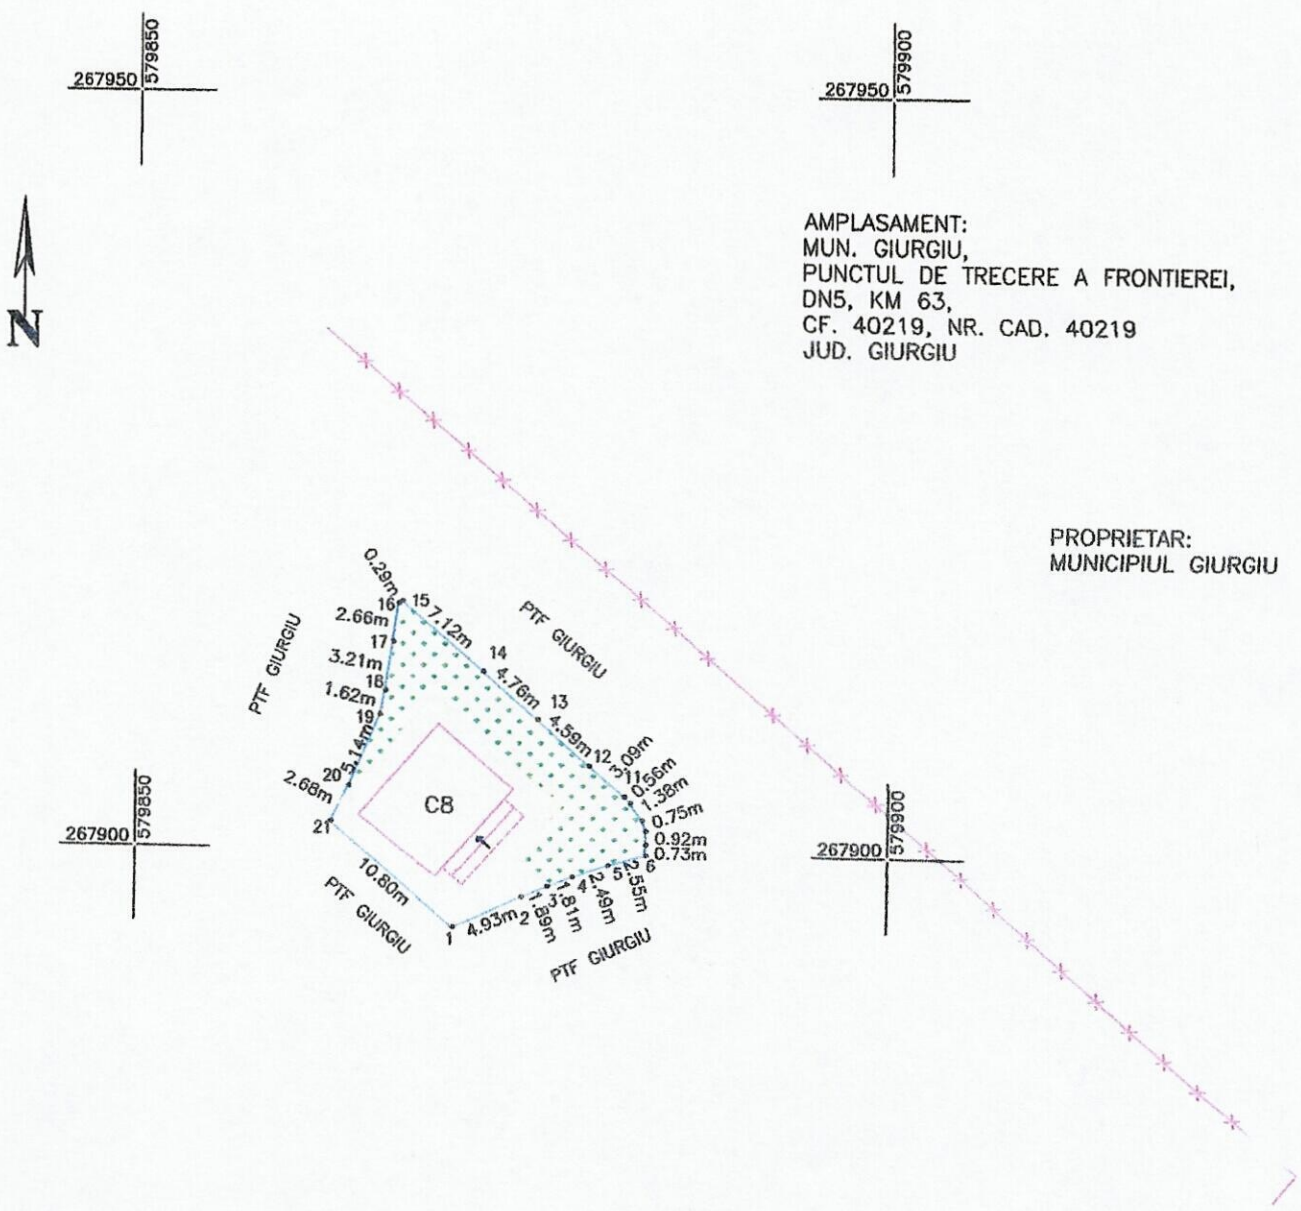 579850
267950
579900
267950
N
AMPLASAMENT:
MUN. GIURGIU,
PUNCTUL DE TRECERE A FRONTIEREI,
DN5, KM 63,
CF. 40219, NR. CAD. 40219
JUD. GIURGIU
PROPRIETAR:
MUNICIPIUL GIURGIU
0.29m
16
15
7.12m
2.66m
17
PTF GIURGIU
PTF GIURGIU
14
3.21m
4.76m
18
1.62m
13
19
4.59m
5.14m
12
3.09m
20
11
0.56m
2.68m
1.38m
C8
0.75m
21
0.92m
0.73m
6
579850
267900
579900
267900
10.80m
PTF GIURGIU
5
2.55m
4
2.49m
3
1.81m
2
1.89m
4.93m
1
PTF GIURGIU